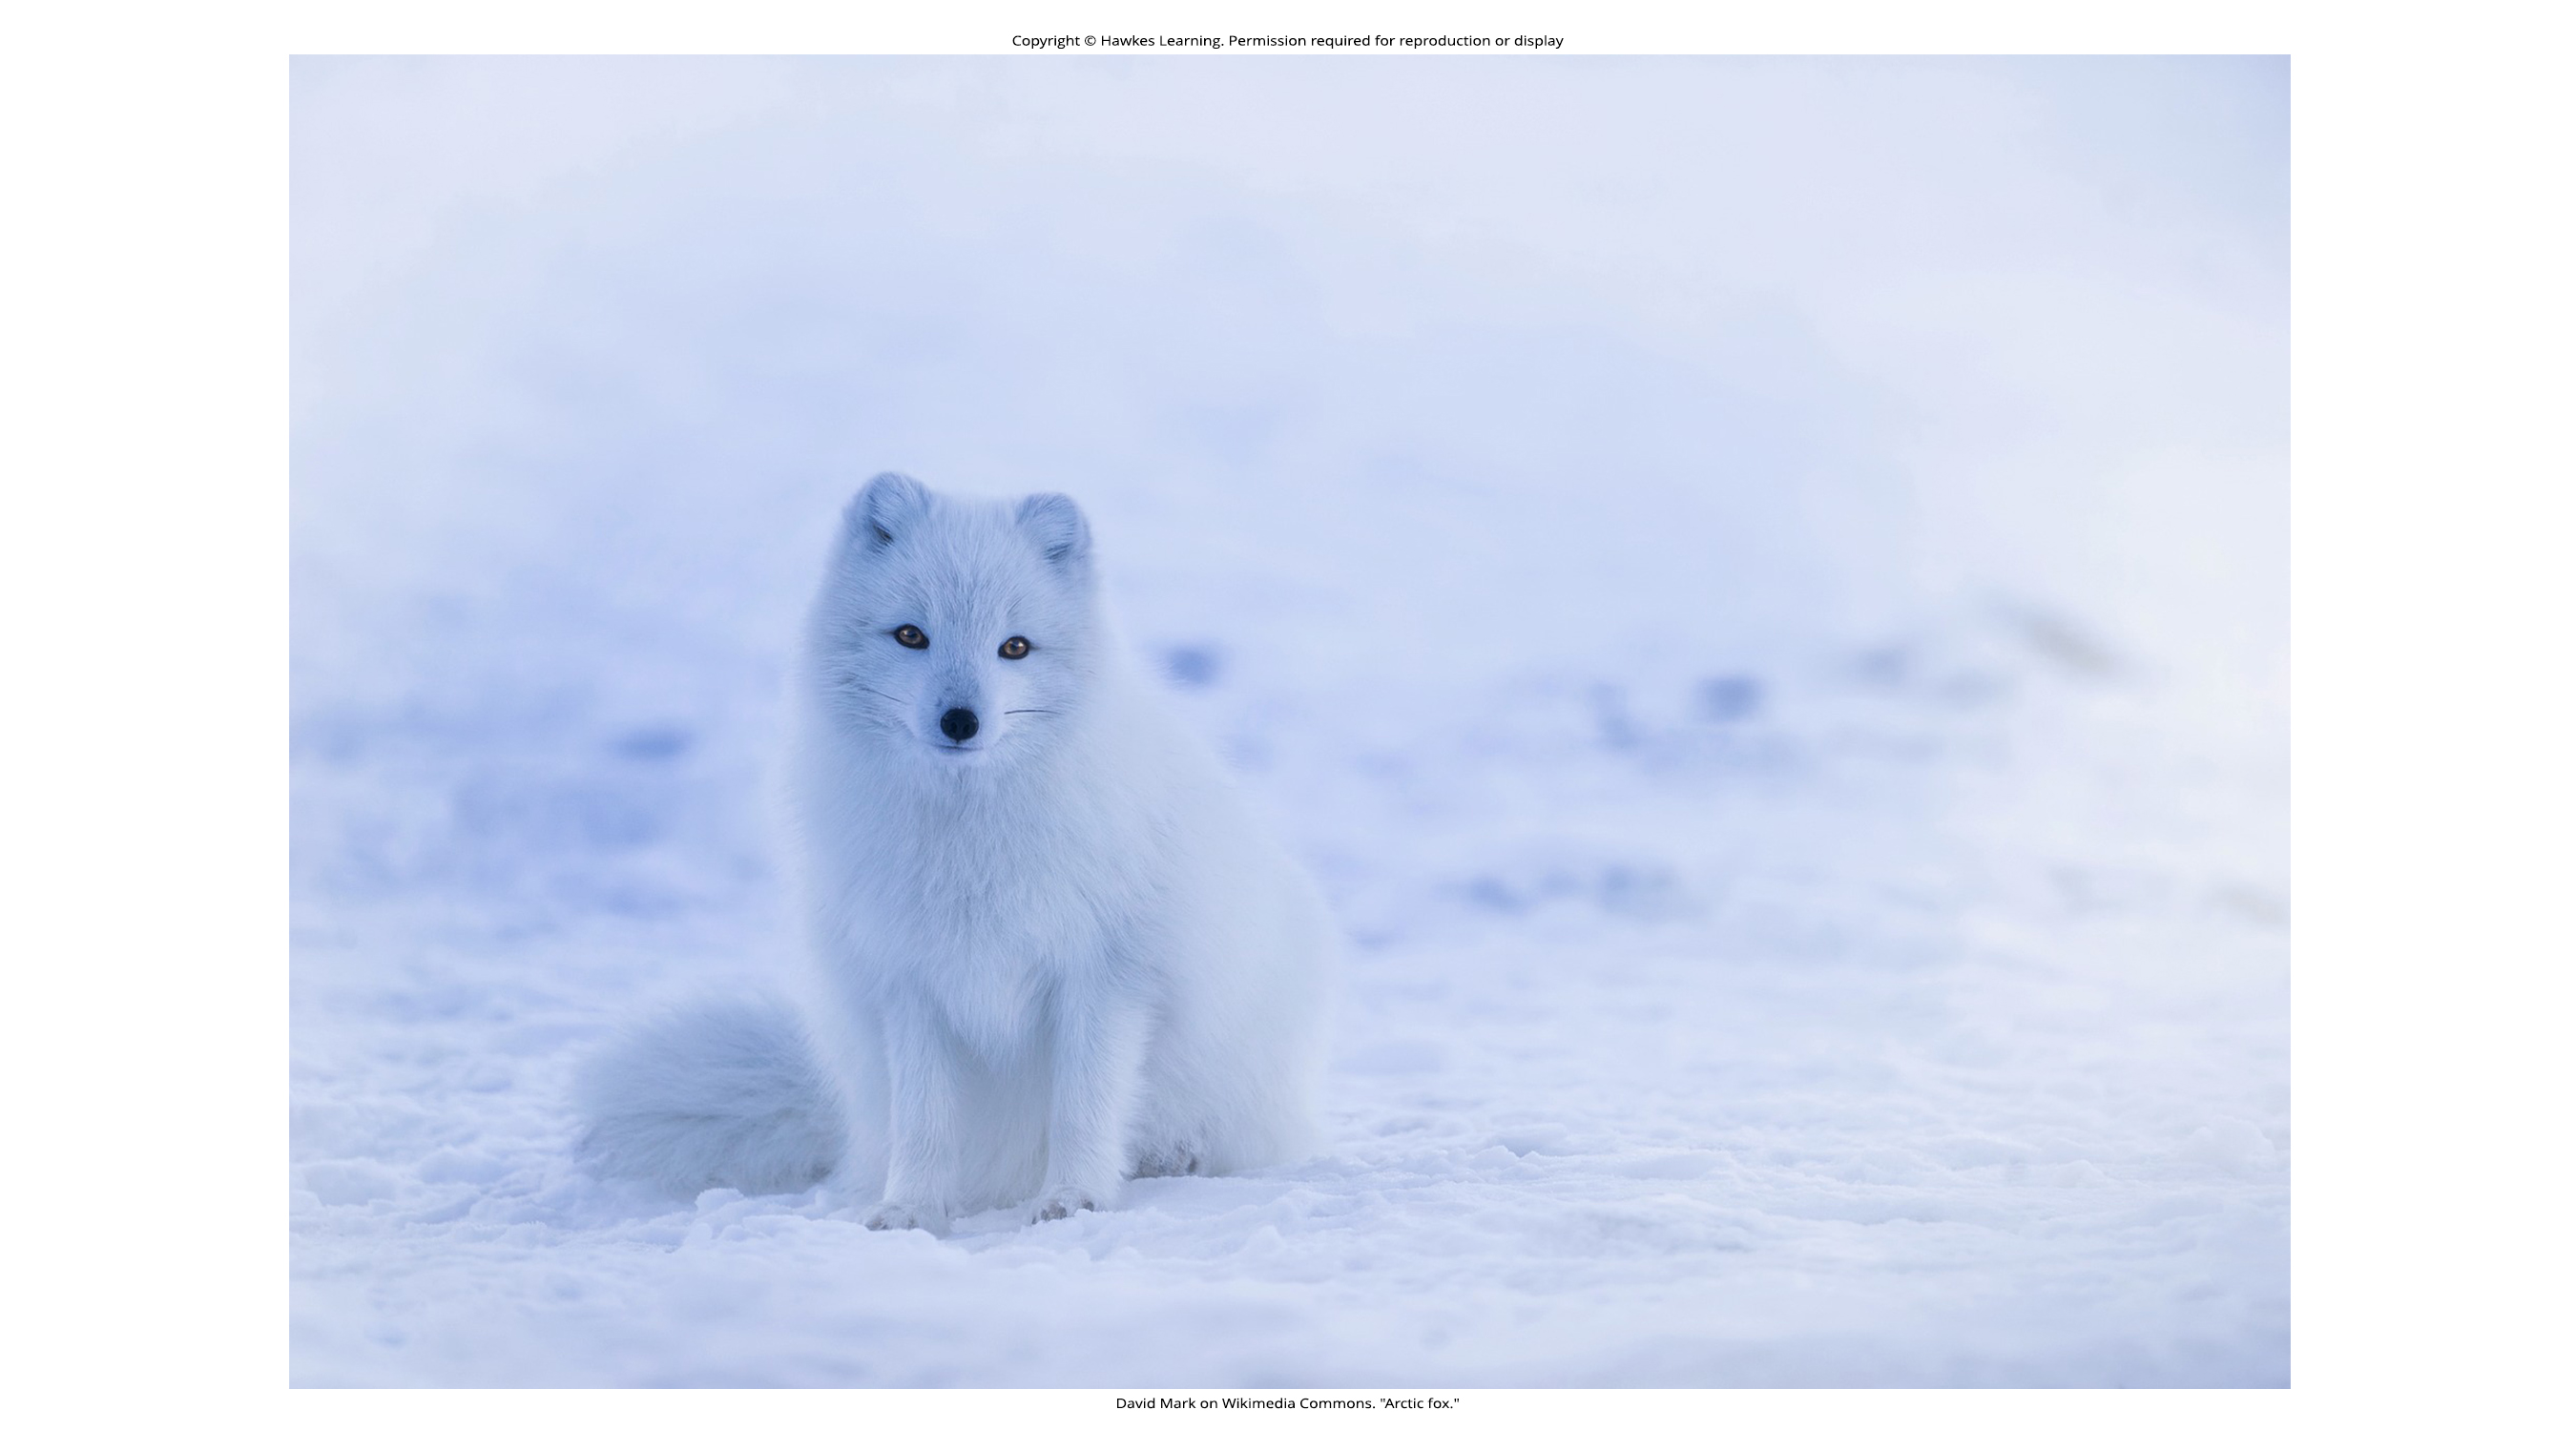 Copyright © Hawkes Learning. Permission required for reproduction or display
David Mark on Wikimedia Commons. "Arctic fox."